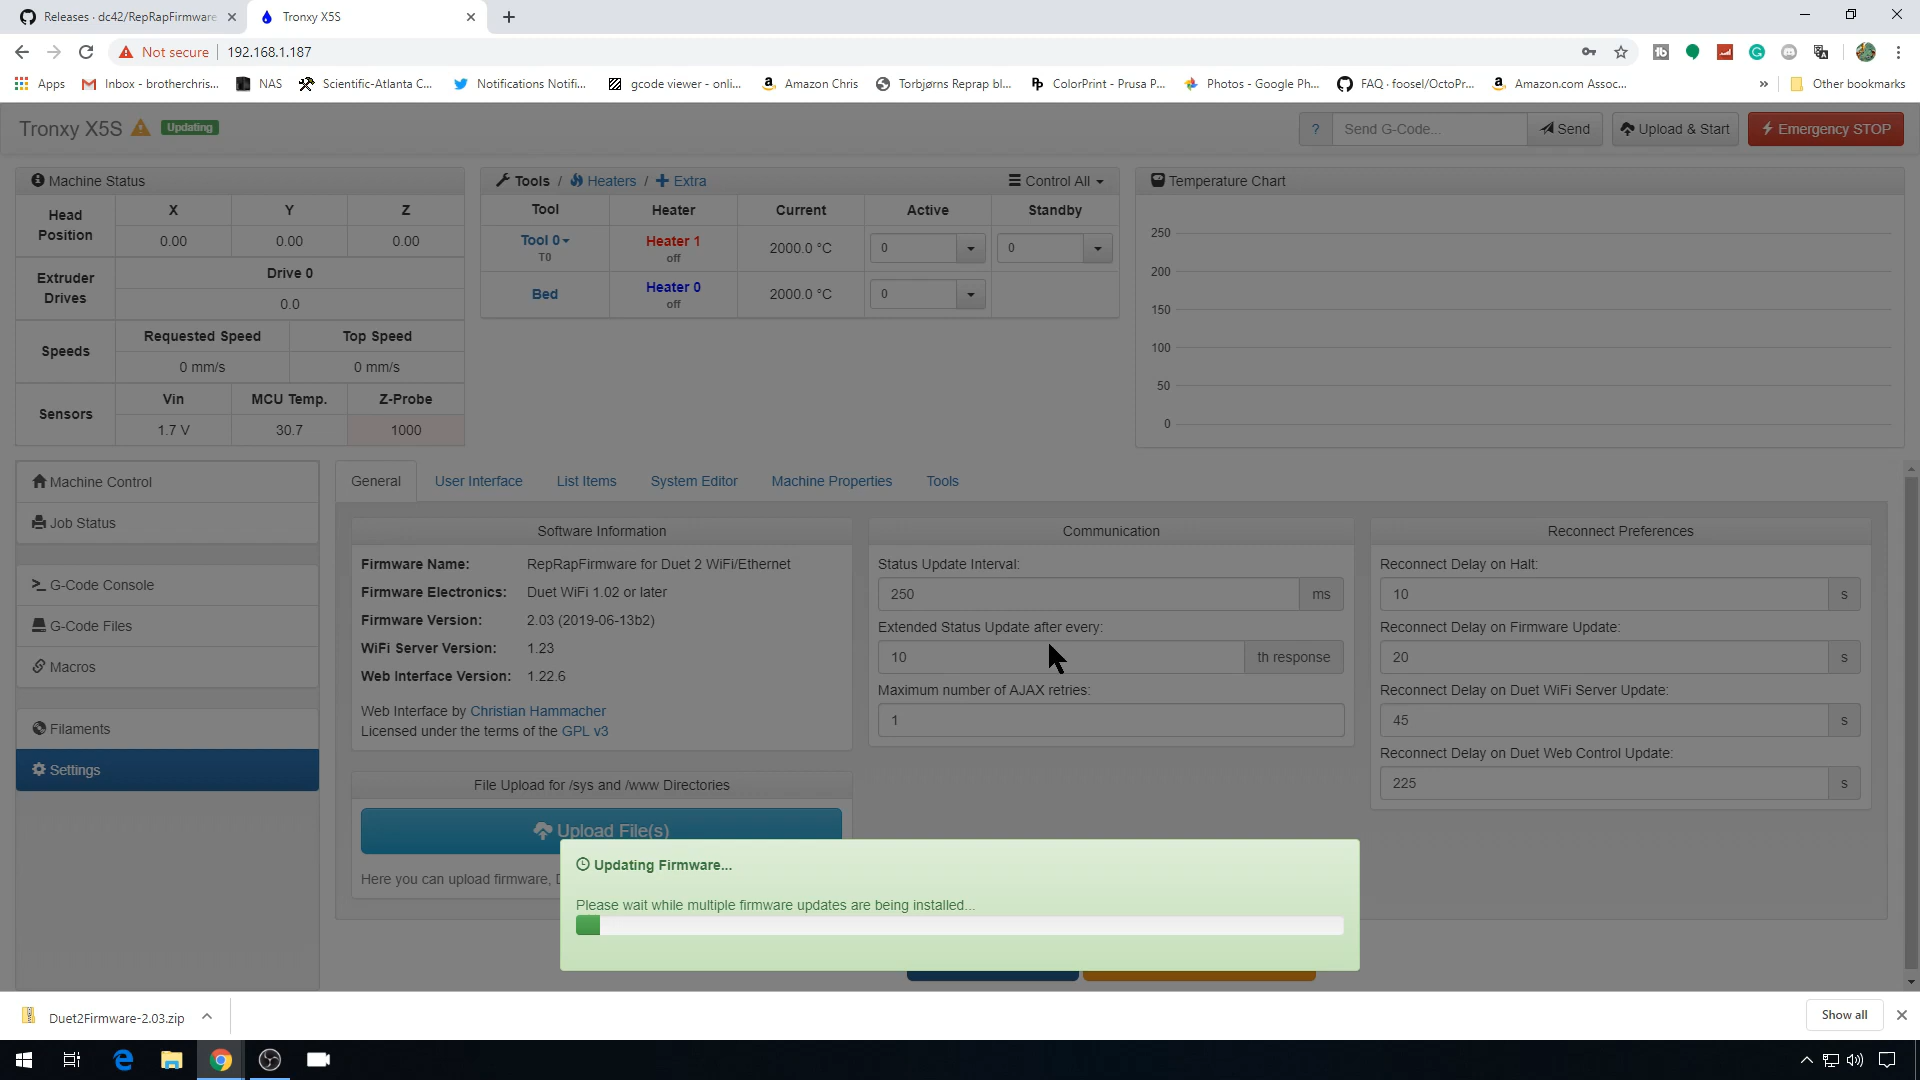 Releases · dc42/RepRapFirmware
Tronxy X5S
Not secure
192.168.1.187
Apps
Inbox - brotherchris...
NAS
Scientific-Atlanta C...
Notifications Notifi...
gcode viewer - onli...
Amazon Chris
Torbjørns Reprap bl...
ColorPrint - Prusa P...
Photos - Google Ph...
FAQ · foosel/OctoPr...
Amazon.com Assoc...
»
Other bookmarks
Tronxy X5S
Updating
?
Send G-Code...
Send
Upload & Start
Emergency STOP
Machine Status
Head Position
X
Y
Z
0.00
0.00
0.00
Extruder Drives
Drive 0
0.0
Speeds
Requested Speed
Top Speed
0 mm/s
0 mm/s
Sensors
Vin
MCU Temp.
Z-Probe
1.7 V
30.7
1000
Tools / Heaters / Extra
Control All
Tool
Heater
Current
Active
Standby
Tool 0
T0
Heater 1
off
2000.0 °C
0
0
Bed
Heater 0
off
2000.0 °C
0
Temperature Chart
250
200
150
100
50
0
Machine Control
Job Status
G-Code Console
G-Code Files
Macros
Filaments
Settings
General
User Interface
List Items
System Editor
Machine Properties
Tools
Software Information
Firmware Name: RepRapFirmware for Duet 2 WiFi/Ethernet
Firmware Electronics: Duet WiFi 1.02 or later
Firmware Version: 2.03 (2019-06-13b2)
WiFi Server Version: 1.23
Web Interface Version: 1.22.6
Web Interface by Christian Hammacher
Licensed under the terms of the GPL v3
File Upload for /sys and /www Directories
Upload File(s)
Here you can upload firmware,
Communication
Status Update Interval:
250 ms
Extended Status Update after every:
10 th response
Maximum number of AJAX retries:
1
Reconnect Preferences
Reconnect Delay on Halt:
10 s
Reconnect Delay on Firmware Update:
20 s
Reconnect Delay on Duet WiFi Server Update:
45 s
Reconnect Delay on Duet Web Control Update:
225 s
Updating Firmware...
Please wait while multiple firmware updates are being installed...
Duet2Firmware-2.03.zip
Show all